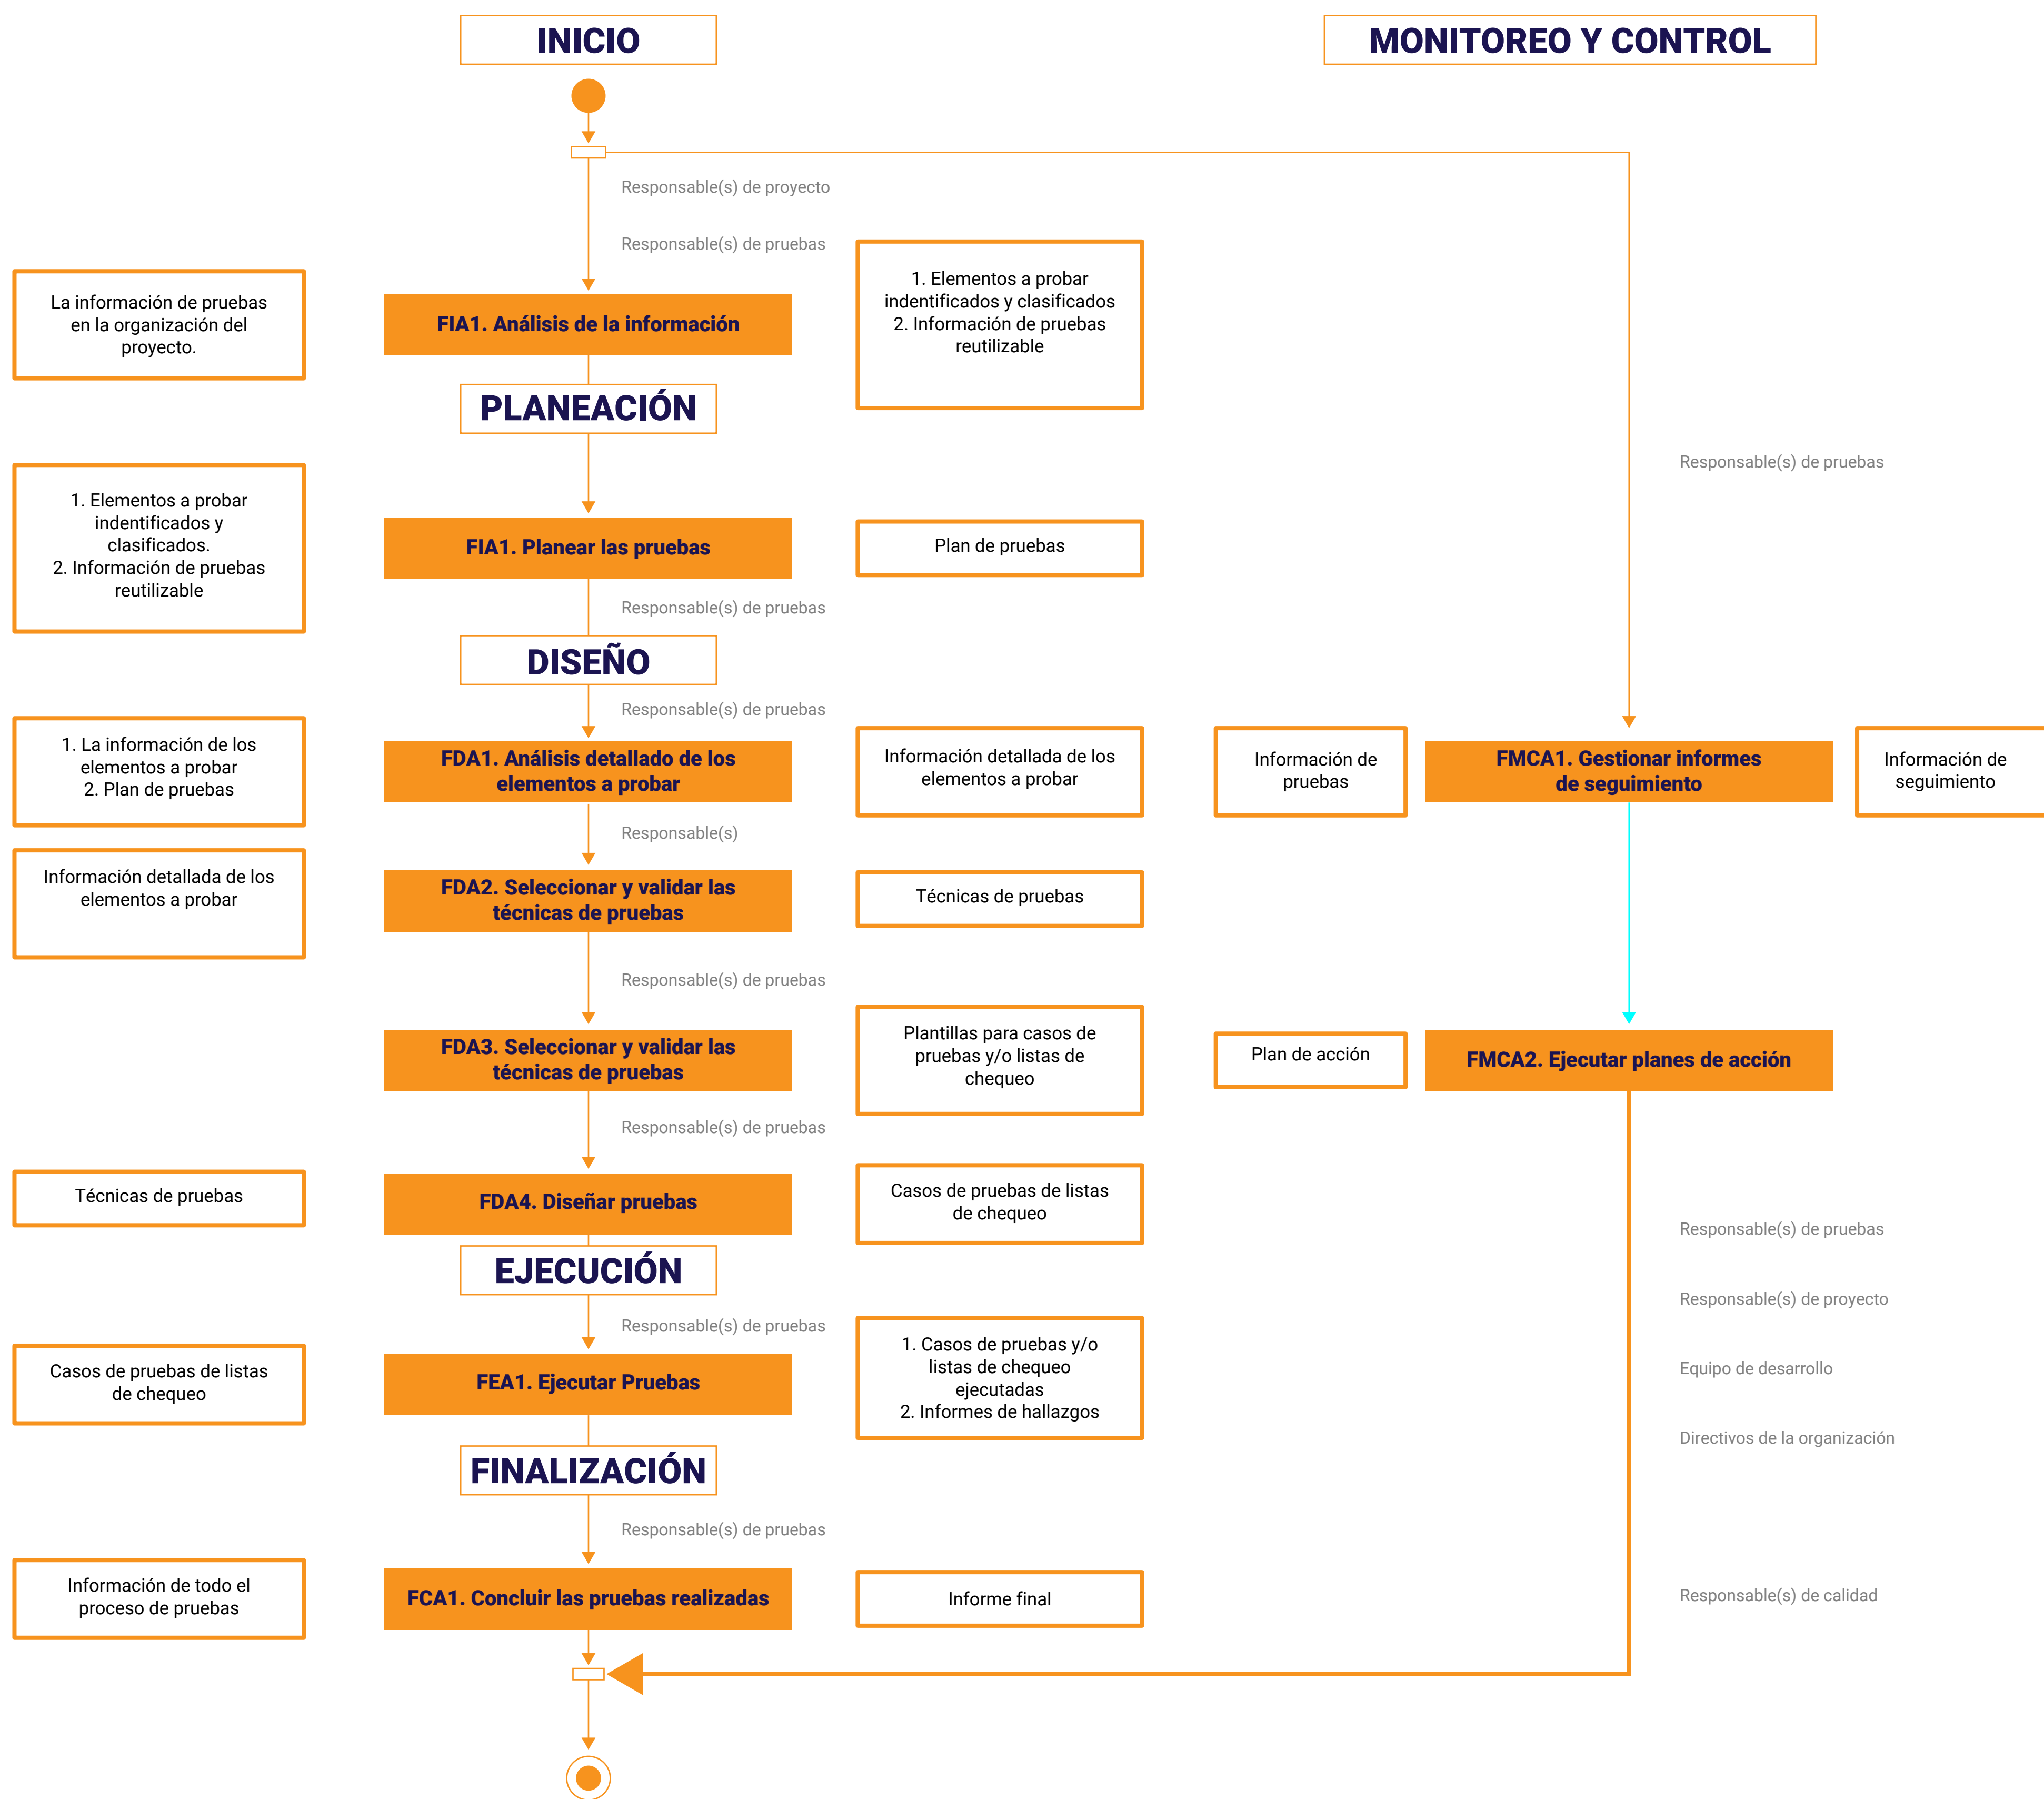 INICIO
MONITOREO Y CONTROL
Responsable(s) de proyecto
Responsable(s) de pruebas
La información de pruebas
en la organización del
proyecto.
FIA1. Análisis de la información
1. Elementos a probar
indentificados y clasificados
2. Información de pruebas
reutilizable
PLANEACIÓN
Responsable(s) de pruebas
1. Elementos a probar
indentificados y
clasificados.
2. Información de pruebas
reutilizable
FIA1. Planear las pruebas
Plan de pruebas
Responsable(s) de pruebas
DISEÑO
Responsable(s) de pruebas
1. La información de los
elementos a probar
2. Plan de pruebas
FDA1. Análisis detallado de los
elementos a probar
Información detallada de los
elementos a probar
Información de
pruebas
FMCA1. Gestionar informes
de seguimiento
Información de
seguimiento
Responsable(s)
Información detallada de los
elementos a probar
FDA2. Seleccionar y validar las
técnicas de pruebas
Técnicas de pruebas
Responsable(s) de pruebas
FDA3. Seleccionar y validar las
técnicas de pruebas
Plantillas para casos de
pruebas y/o listas de
chequeo
Plan de acción
FMCA2. Ejecutar planes de acción
Responsable(s) de pruebas
Técnicas de pruebas
FDA4. Diseñar pruebas
Casos de pruebas de listas
de chequeo
Responsable(s) de pruebas
EJECUCIÓN
Responsable(s) de proyecto
Responsable(s) de pruebas
Casos de pruebas de listas
de chequeo
FEA1. Ejecutar Pruebas
1. Casos de pruebas y/o
listas de chequeo
ejecutadas
2. Informes de hallazgos
Equipo de desarrollo
Directivos de la organización
FINALIZACIÓN
Responsable(s) de pruebas
Información de todo el
proceso de pruebas
FCA1. Concluir las pruebas realizadas
Informe final
Responsable(s) de calidad